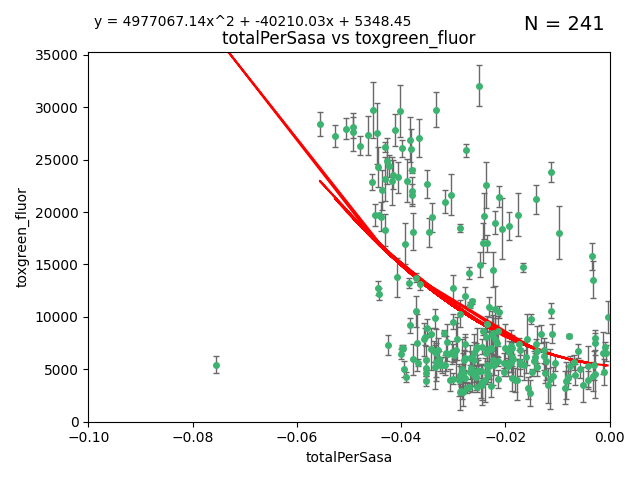 y = 4977067.14x^2 + -40210.03x + 5348.45
N = 241
totalPerSasa vs toxgreen_fluor
35000
30000
25000
20000
15000
10000
5000
0
toxgreen_fluor
−0.10
−0.08
−0.06
−0.04
−0.02
0.00
totalPerSasa